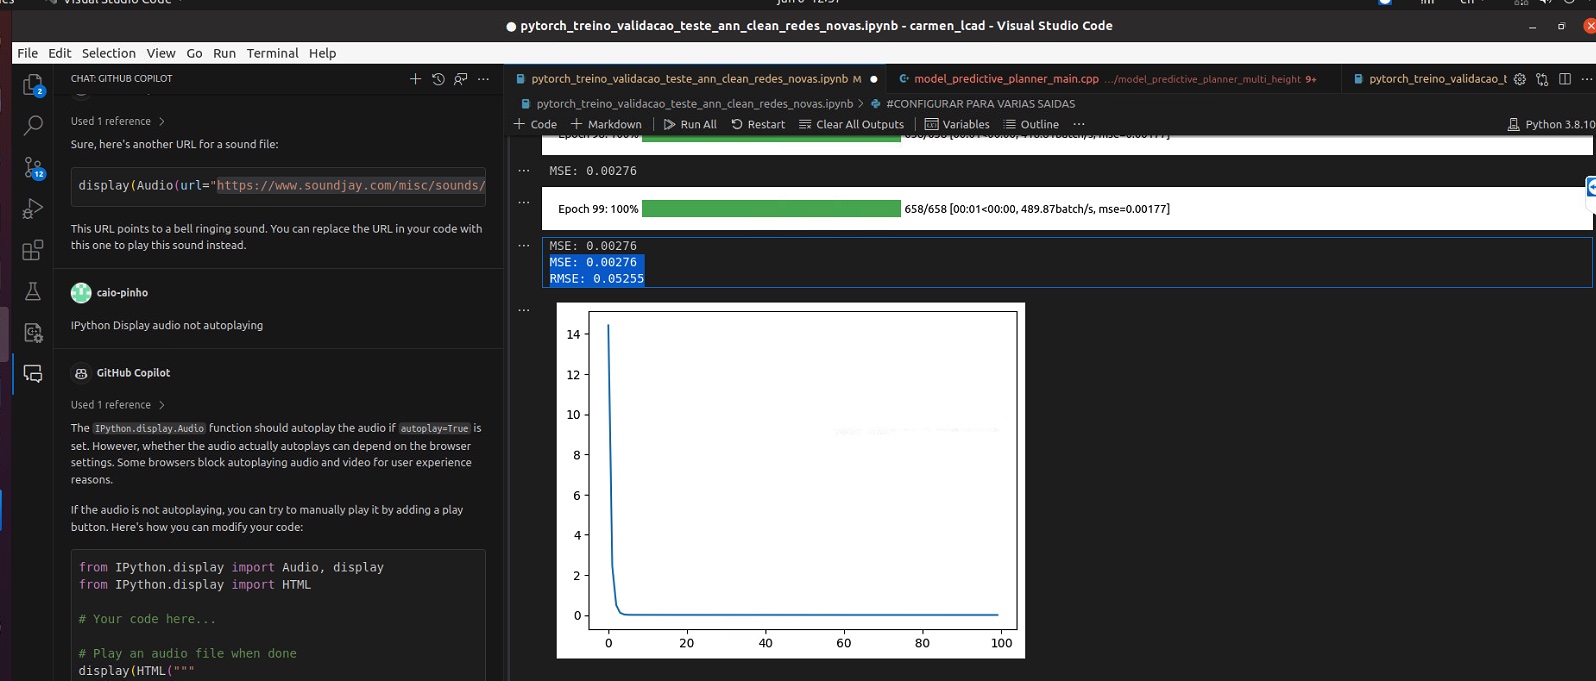 Visual Studio Code
pytorch_treino_validacao_teste_ann_clean_redes_novas.ipynb - carmen_lcad - Visual Studio Code
File Edit Selection View Go Run Terminal Help
CHAT: GITHUB COPILOT
Used 1 reference
Sure, here's another URL for a sound file:
display(Audio(url="https://www.soundjay.com/misc/sounds/
This URL points to a bell ringing sound. You can replace the URL in your code with
this one to play this sound instead.
caio-pinho
IPython Display audio not autoplaying
GitHub Copilot
Used 1 reference
The IPython.display.Audio function should autoplay the audio if autoplay=True is
set. However, whether the audio actually autoplays can depend on the browser
settings. Some browsers block autoplaying audio and video for user experience
reasons.
If the audio is not autoplaying, you can try to manually play it by adding a play
button. Here's how you can modify your code:
from IPython.display import Audio, display
from IPython.display import HTML
# Your code here...
# Play an audio file when done
display(HTML("""
2
12
pytorch_treino_validacao_teste_ann_clean_redes_novas.ipynb M
model_predictive_planner_main.cpp .../model_predictive_planner_multi_height 9+
pytorch_treino_validacao_t
pytorch_treino_validacao_teste_ann_clean_redes_novas.ipynb > #CONFIGURAR PARA VARIAS SAIDAS
+ Code + Markdown Run All Restart Clear All Outputs Variables Outline ...
Python 3.8.10
MSE: 0.00276
Epoch 99: 100% 658/658 [00:01<00:00, 489.87batch/s, mse=0.00177]
MSE: 0.00276
MSE: 0.00276
RMSE: 0.05255
14
12
10
8
6
4
2
0
0 20 40 60 80 100